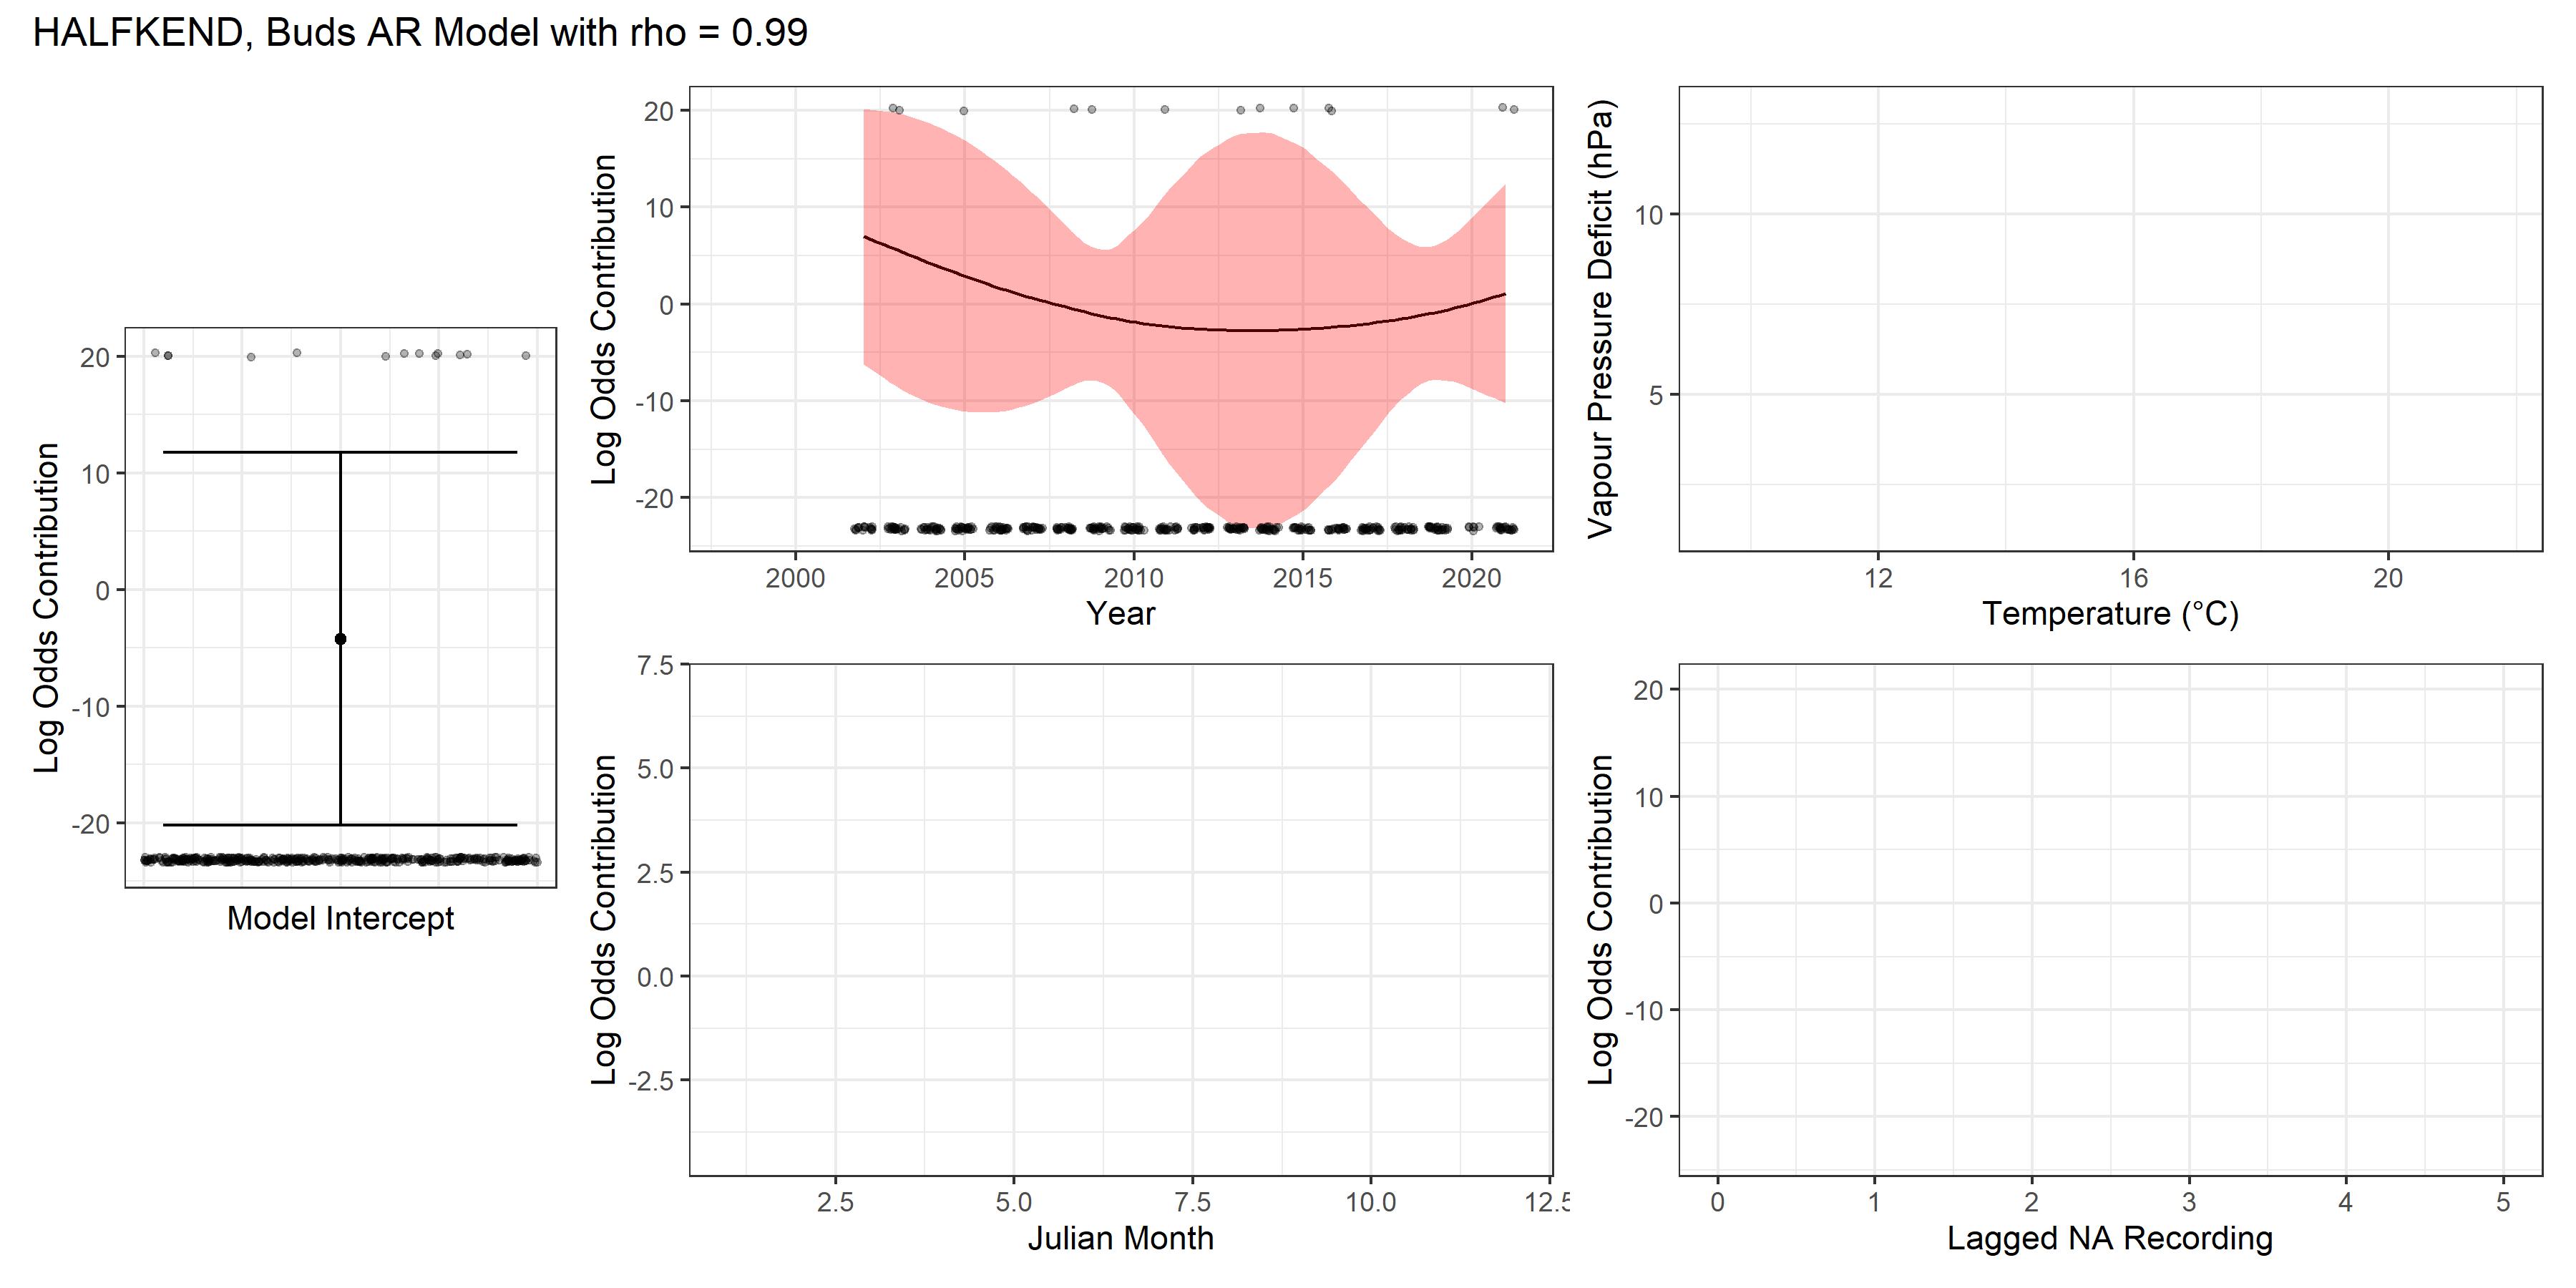 HALFKEND, Buds AR Model with rho = 0.99
Log Odds Contribution
20
10
0
-10
-20
Model Intercept
Log Odds Contribution
20
10
0
-10
-20
2000 2005 2010 2015 2020
Year
Vapour Pressure Deficit (hPa)
10
5
12 16 20
Temperature (°C)
Log Odds Contribution
7.5
5.0
2.5
0.0
-2.5
2.5 5.0 7.5 10.0 12.5
Julian Month
Log Odds Contribution
20
10
0
-10
-20
0 1 2 3 4 5
Lagged NA Recording